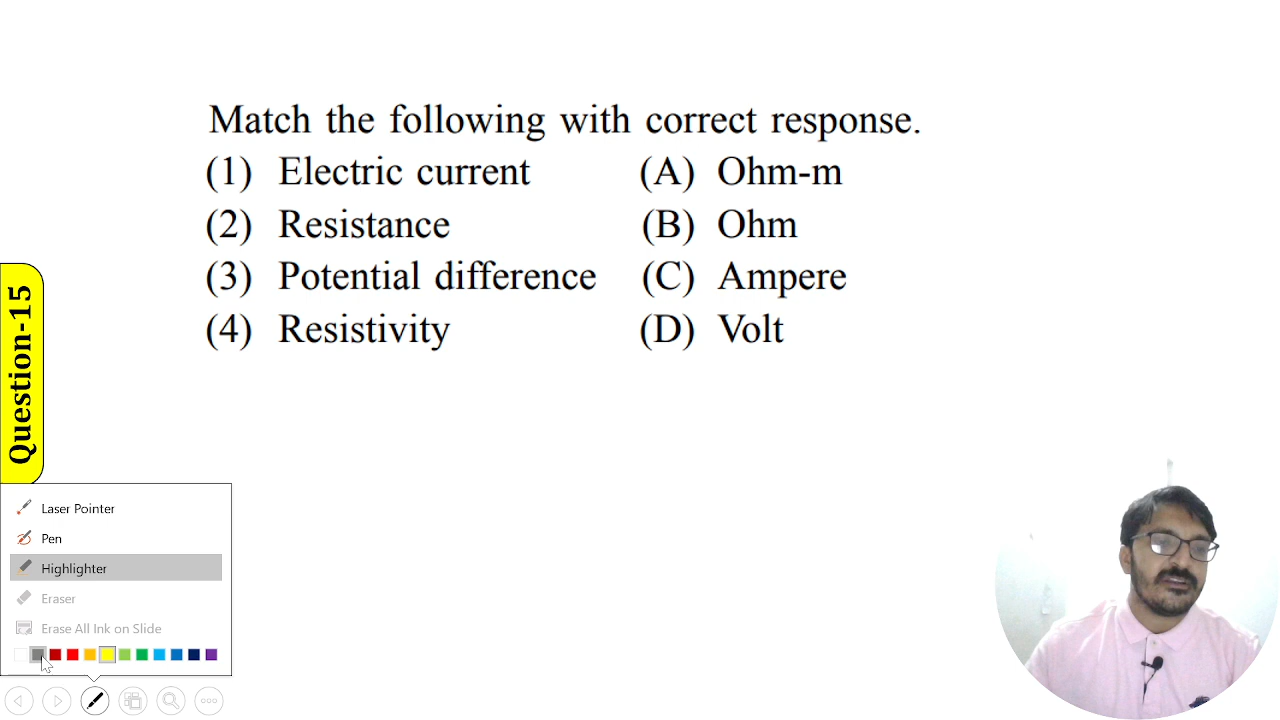 Match the following with correct response.
(1) Electric current (A) Ohm-m
(2) Resistance (B) Ohm
(3) Potential difference (C) Ampere
(4) Resistivity (D) Volt
Question-15
Laser Pointer
Pen
Highlighter
Eraser
Erase All Ink on Slide